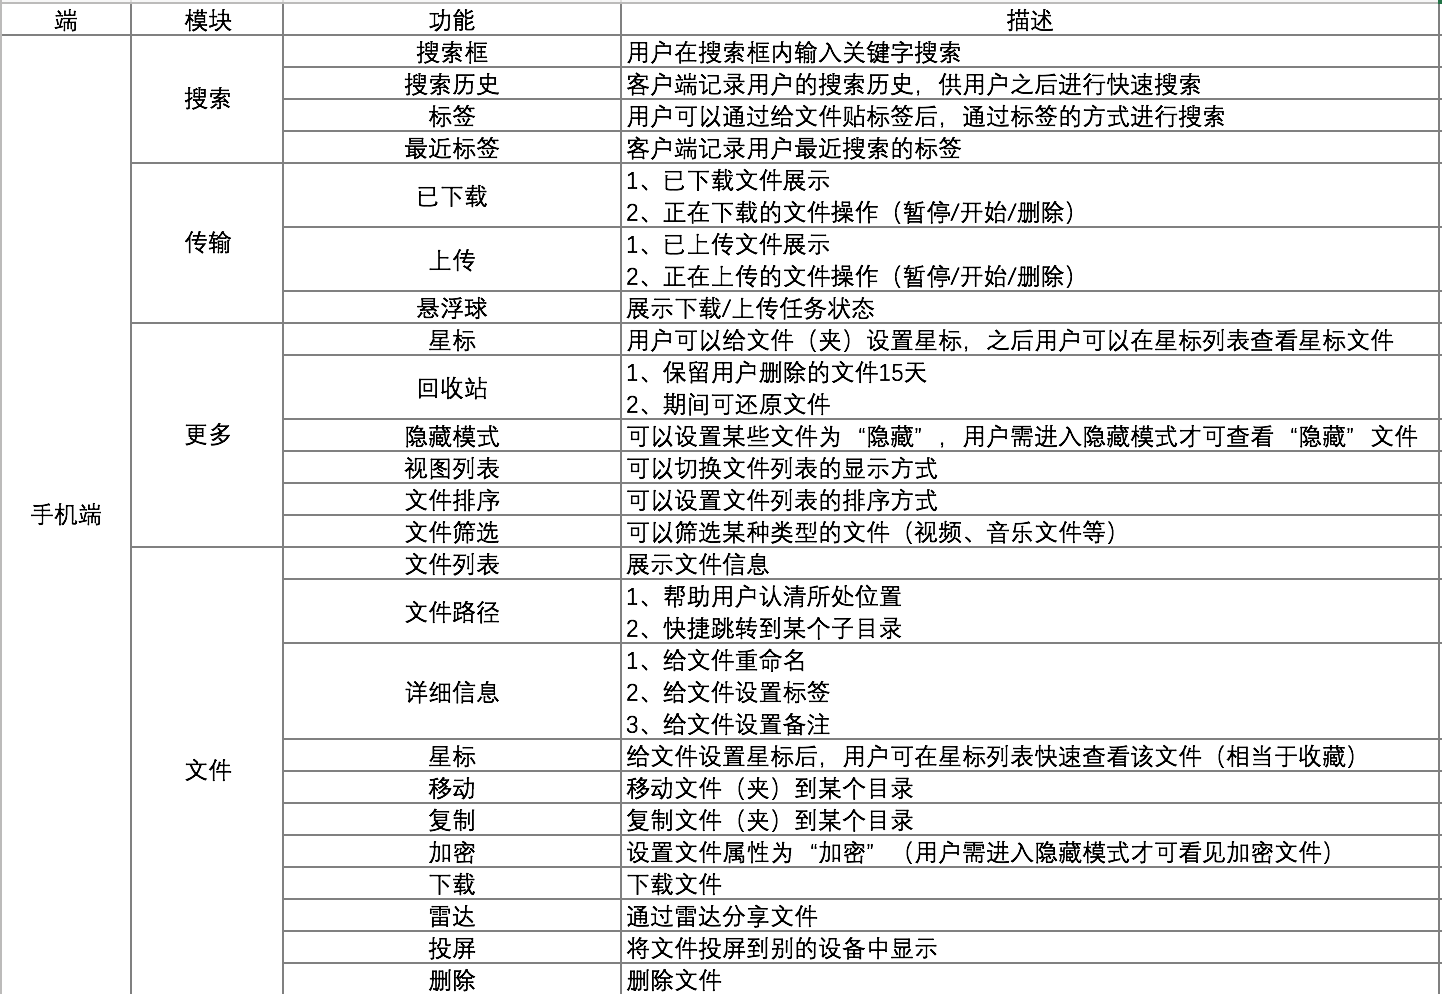 端 模块 功能 描述
搜索框 用户在搜索框内输入关键字搜索
搜索
搜索历史 客户端记录用户的搜索历史，供用户之后进行快速搜索
标签 用户可以通过给文件贴标签后，通过标签的方式进行搜索
最近标签 客户端记录用户最近搜索的标签
传输
已下载
1、已下载文件展示
2、正在下载的文件操作（暂停/开始/删除）
上传
1、已上传文件展示
2、正在上传的文件操作（暂停/开始/删除）
悬浮球 展示下载/上传任务状态
更多
星标 用户可以给文件（夹）设置星标，之后用户可以在星标列表查看星标文件
回收站
1、保留用户删除的文件15天
2、期间可还原文件
隐藏模式 可以设置某些文件为“隐藏”，用户需进入隐藏模式才可查看“隐藏”文件
视图列表 可以切换文件列表的显示方式
文件排序 可以设置文件列表的排序方式
文件筛选 可以筛选某种类型的文件（视频、音乐文件等）
手机端
文件
文件列表 展示文件信息
文件路径
1、帮助用户认清所处位置
2、快捷跳转到某个子目录
详细信息
1、给文件重命名
2、给文件设置标签
3、给文件设置备注
星标 给文件设置星标后，用户可在星标列表快速查看该文件（相当于收藏）
移动 移动文件（夹）到某个目录
复制 复制文件（夹）到某个目录
加密 设置文件属性为“加密”（用户需进入隐藏模式才可看见加密文件）
下载 下载文件
雷达 通过雷达分享文件
投屏 将文件投屏到别的设备中显示
删除 删除文件